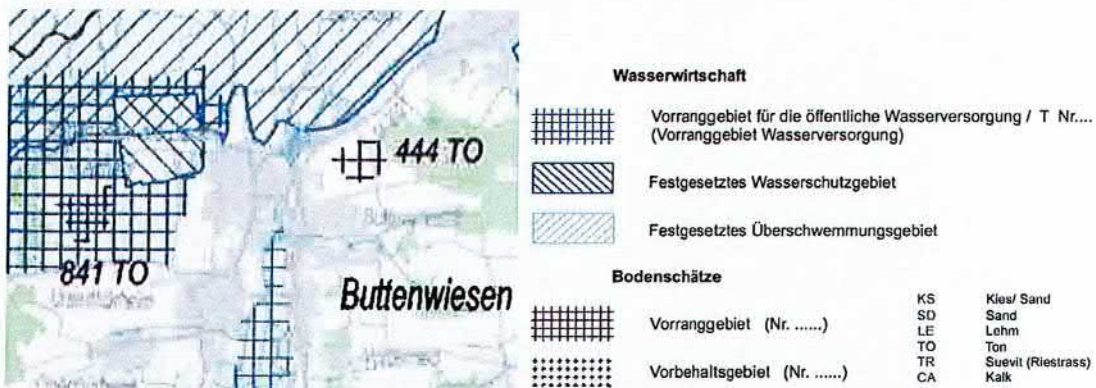 444 TO
841 TO
Buttenwiesen
Wasserwirtschaft
Vorranggebiet für die öffentliche Wasserversorgung / T Nr....
(Vorranggebiet Wasserversorgung)
Festgesetztes Wasserschutzgebiet
Festgesetztes Überschwemmungsgebiet
Bodenschätze
Vorranggebiet (Nr. ......)
Vorbehaltsgebiet (Nr. ......)
KS Kies/ Sand
SD Sand
LE Lehm
TO Ton
TR Suevit (Riestrass)
CA Kalk